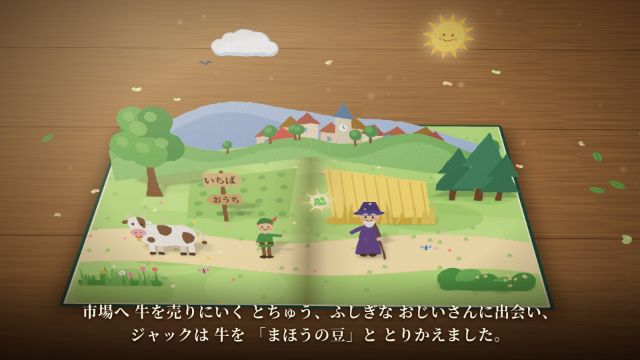 いちば
おうち
市場へ 牛を売りにいく とちゅう、ふしぎな おじいさんに出会い、
ジャックは 牛を 「まほうの豆」と とりかえました。